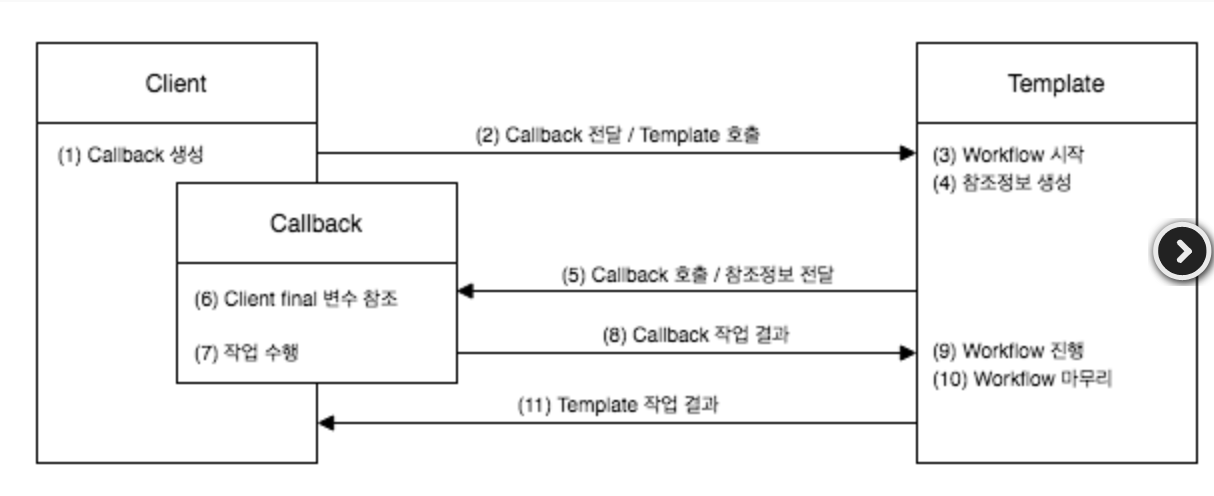 Client
Template
(1) Callback 생성
(2) Callback 전달 / Template 호출
(3) Workflow 시작
(4) 참조정보 생성
Callback
(5) Callback 호출 / 참조정보 전달
(6) Client final 변수 참조
(7) 작업 수행
(8) Callback 작업 결과
(9) Workflow 진행
(10) Workflow 마무리
(11) Template 작업 결과